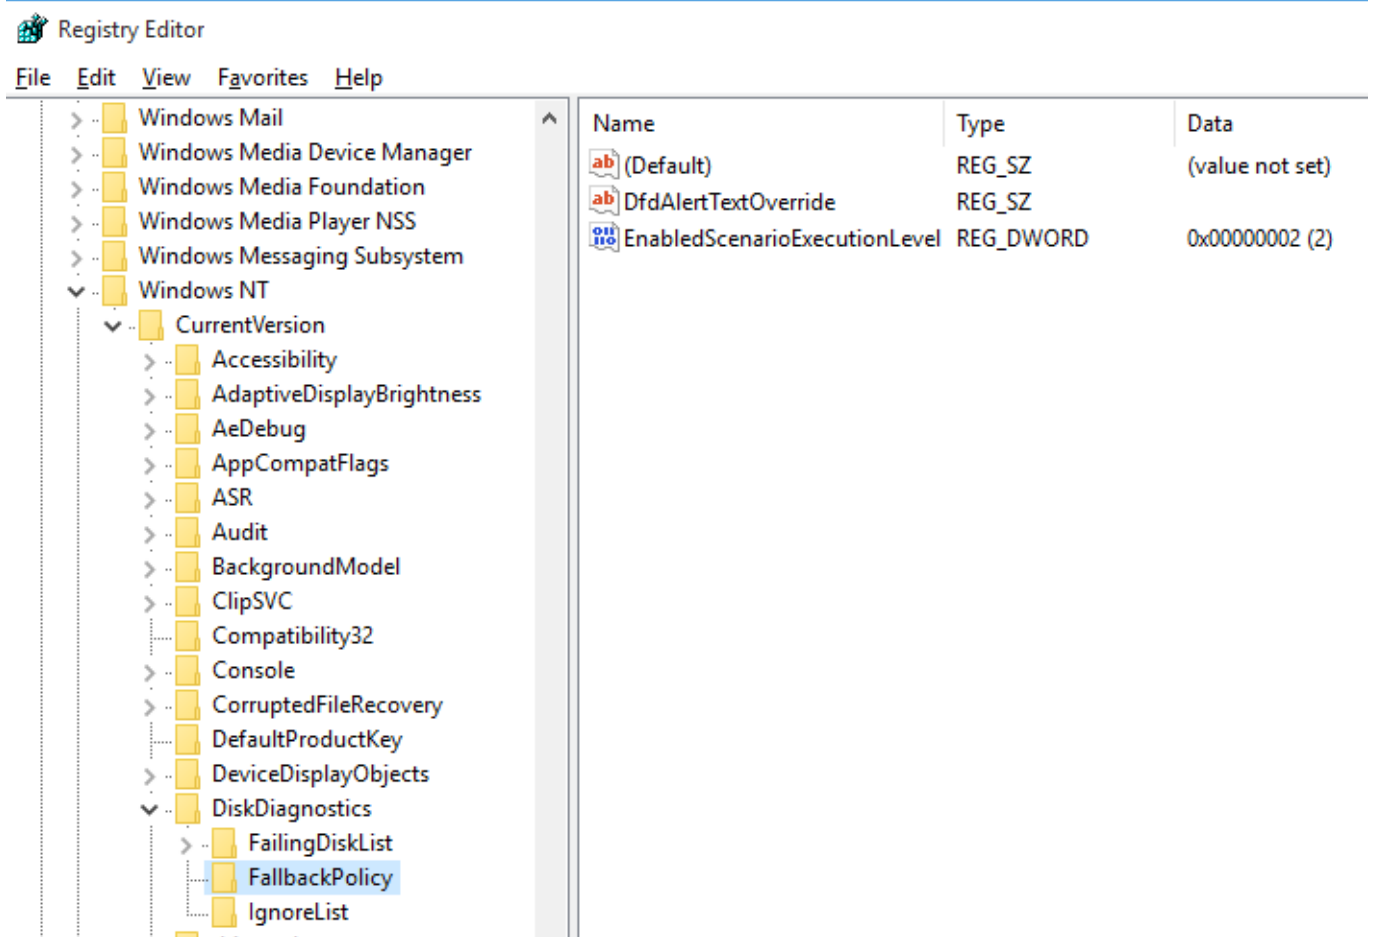 Registry Editor
File Edit View Favorites Help
Windows Mail
Windows Media Device Manager
Windows Media Foundation
Windows Media Player NSS
Windows Messaging Subsystem
Windows NT
CurrentVersion
Accessibility
AdaptiveDisplayBrightness
AeDebug
AppCompatFlags
ASR
Audit
BackgroundModel
ClipSVC
Compatibility32
Console
CorruptedFileRecovery
DefaultProductKey
DeviceDisplayObjects
DiskDiagnostics
FailingDiskList
FallbackPolicy
IgnoreList
Name Type Data
(Default) REG_SZ (value not set)
DfdAlertTextOverride REG_SZ
EnabledScenarioExecutionLevel REG_DWORD 0x00000002 (2)